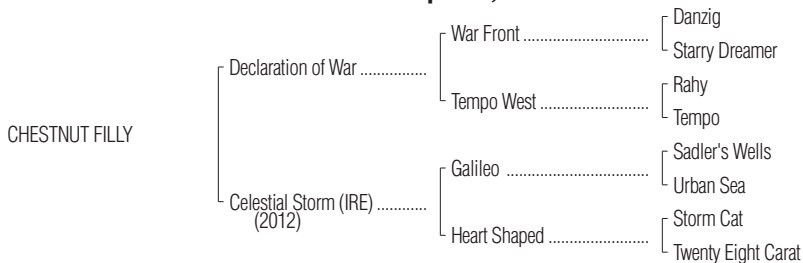 Danzig
War Front
Starry Dreamer
Declaration of War
Rahy
Tempo West
Tempo
CHESTNUT FILLY
Sadler's Wells
Galileo
Urban Sea
Celestial Storm (IRE)
(2012)
Storm Cat
Heart Shaped
Twenty Eight Carat